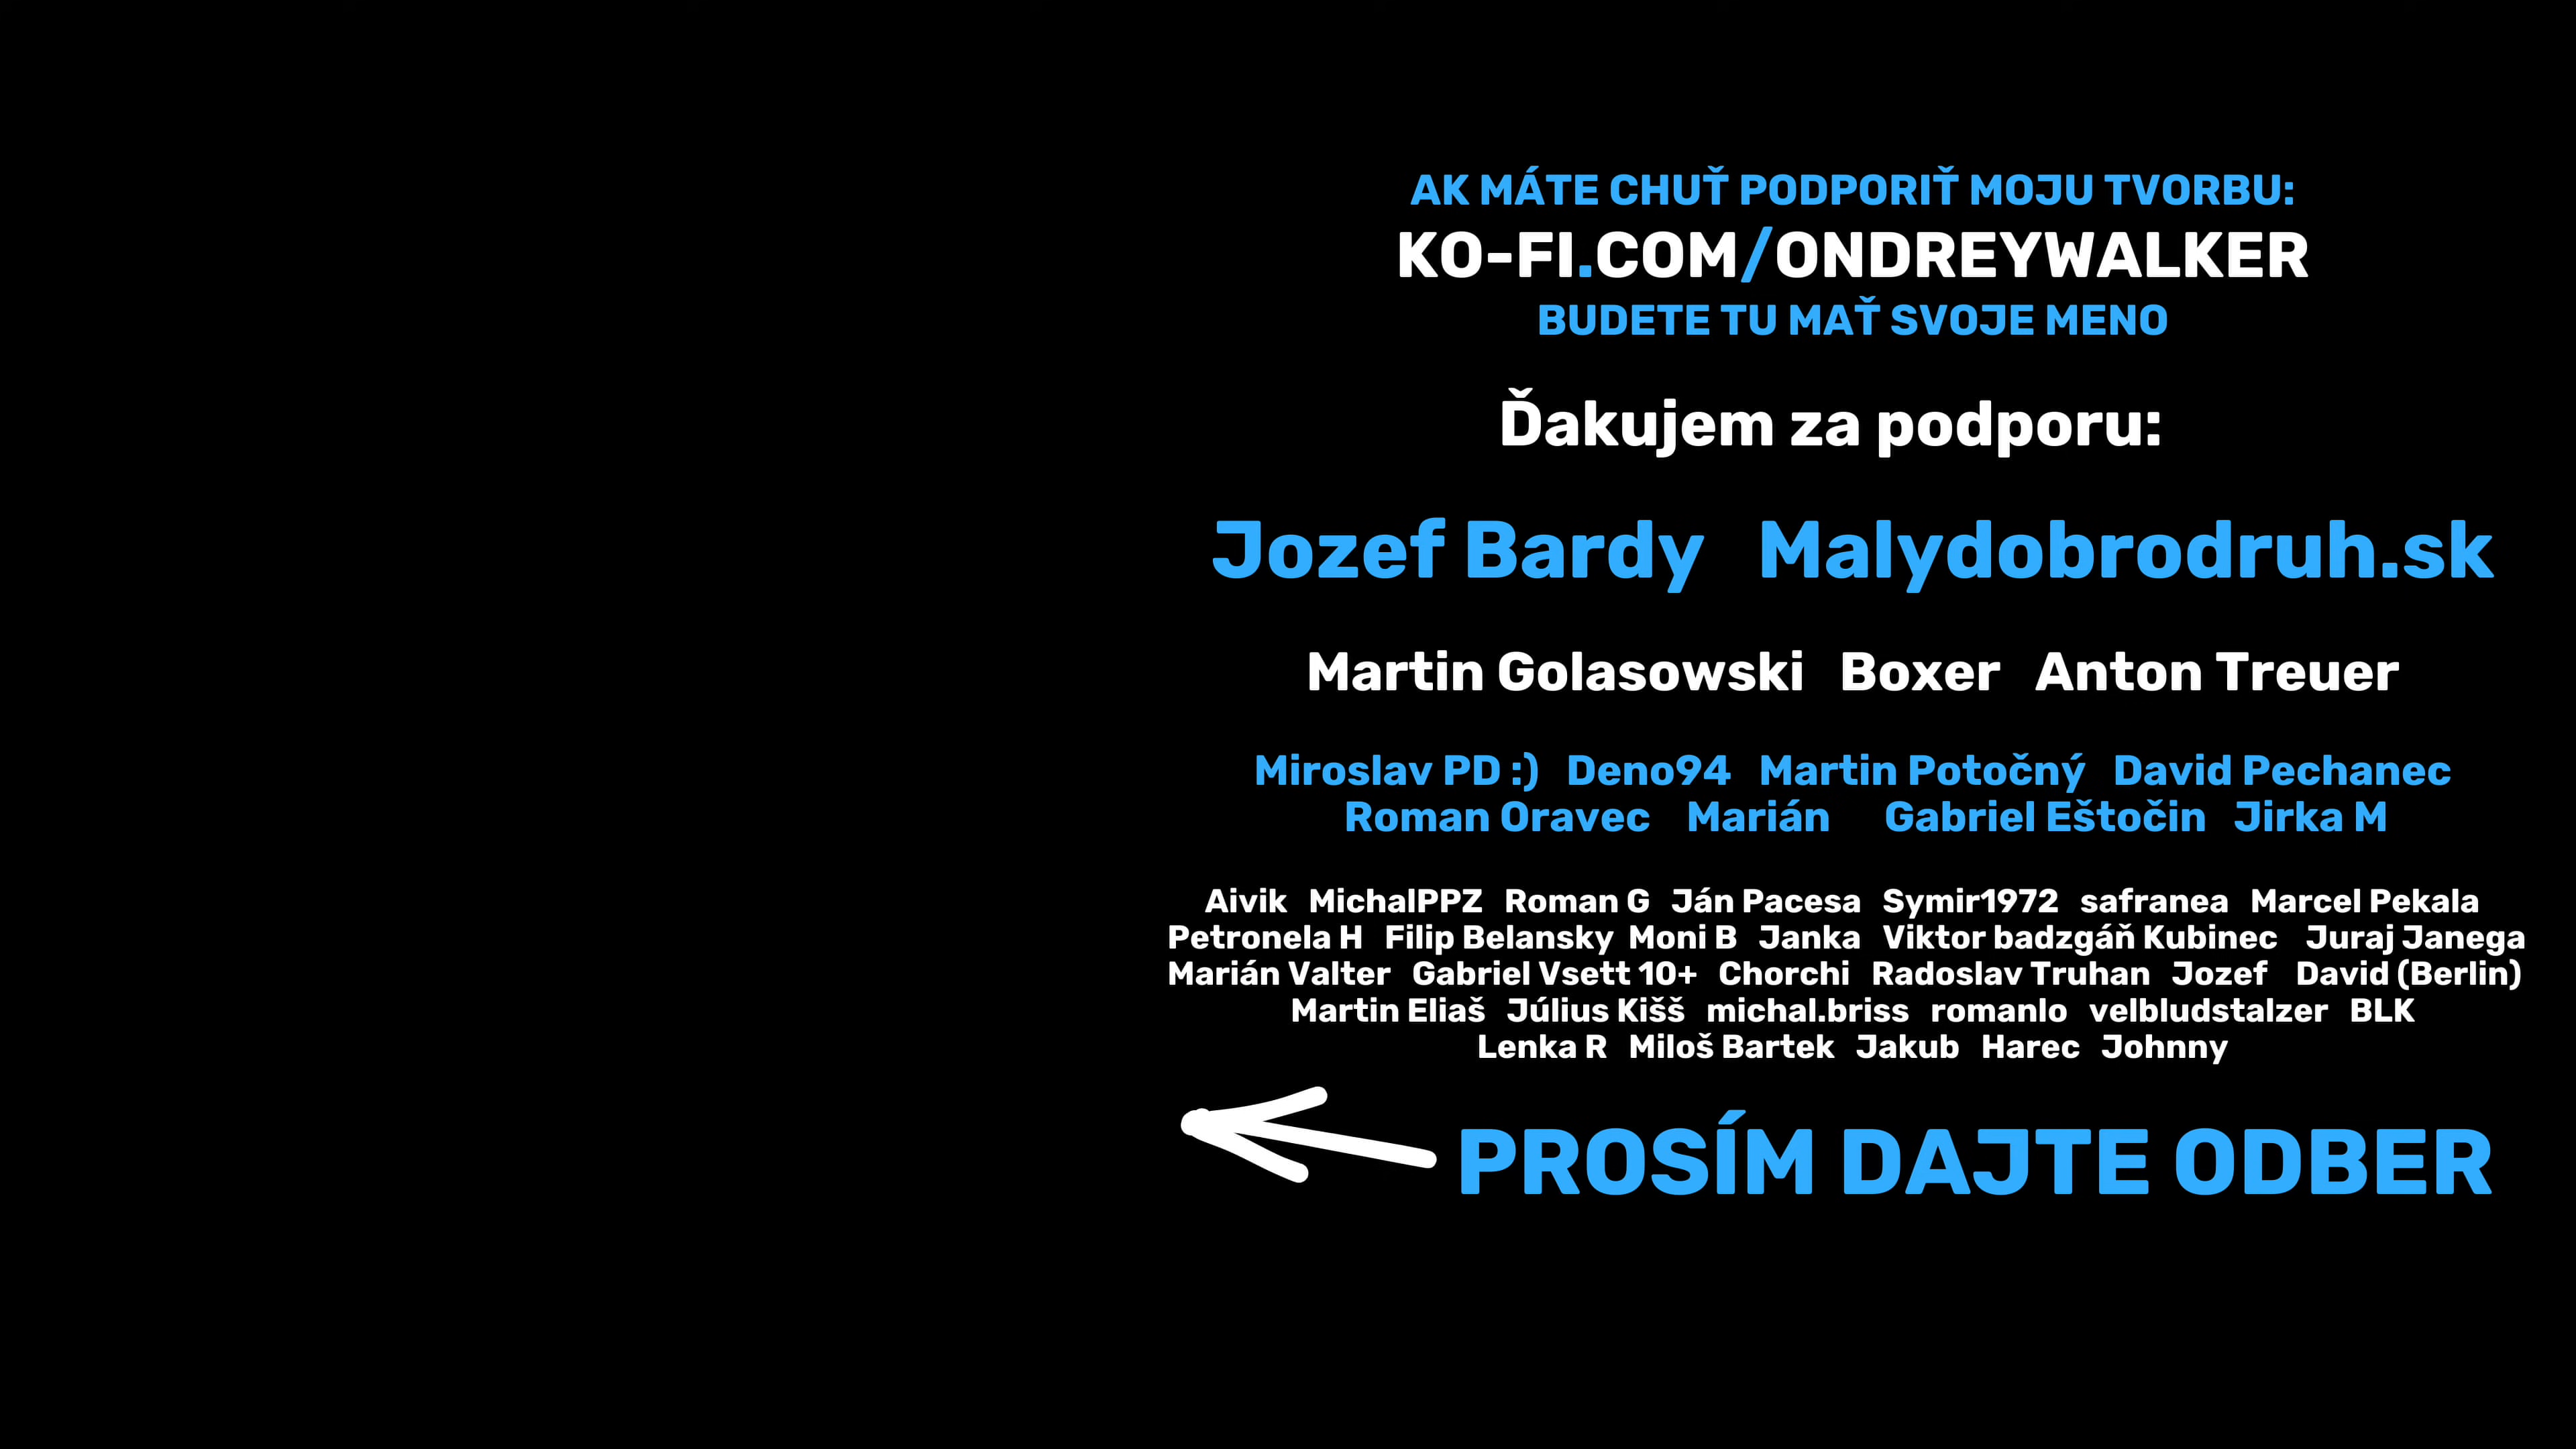 AK MÁTE CHUŤ PODPORIŤ MOJU TVORBU:
KO-FI.COM/ONDREYWALKER
BUDETE TU MAŤ SVOJE MENO
Ďakujem za podporu:
Jozef Bardy Malydobrodruh.sk
Martin Golasowski Boxer Anton Treuer
Miroslav PD :) Deno94 Martin Potočný David Pechanec
Roman Oravec Marián Gabriel Eštočin Jirka M
Aivik MichalPPZ Roman G Ján Pacesa Symir1972 safranea Marcel Pekala
Petronela H Filip Belansky Moni B Janka Viktor badzgáň Kubinec Juraj Janega
Marián Valter Gabriel Vsett 10+ Chorchi Radoslav Truhan Jozef David (Berlin)
Martin Eliaš Július Kišš michal.briss romanlo velbludstalzer BLK
Lenka R Miloš Bartek Jakub Harec Johnny
PROSÍM DAJTE ODBER